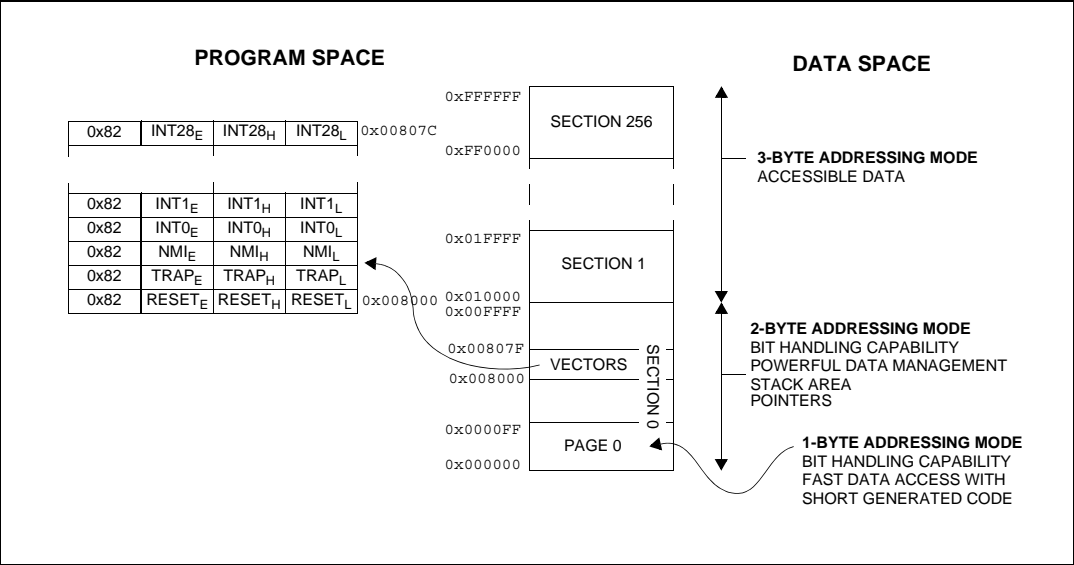 PROGRAM SPACE
DATA SPACE
0xFFFFFF
SECTION 256
0xFF0000
0x82 INT28E INT28H INT28L 0x00807C
3-BYTE ADDRESSING MODE
ACCESSIBLE DATA
0x82 INT1E INT1H INT1L
0x82 INT0E INT0H INT0L
0x82 NMIE NMIH NMIL
0x82 TRAPE TRAPH TRAPL
0x82 RESETE RESETH RESETL 0x008000
0x01FFFF
SECTION 1
0x010000
0x00FFFF
0x00807F
VECTORS
0x008000
SECTION 0
0x0000FF
PAGE 0
0x000000
2-BYTE ADDRESSING MODE
BIT HANDLING CAPABILITY
POWERFUL DATA MANAGEMENT
STACK AREA
POINTERS
1-BYTE ADDRESSING MODE
BIT HANDLING CAPABILITY
FAST DATA ACCESS WITH
SHORT GENERATED CODE